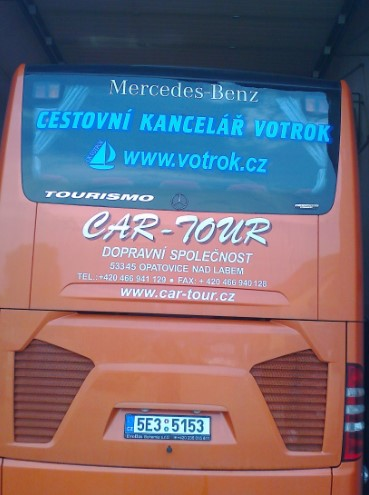 Mercedes-Benz
CESTOVNÍ KANCELÁŘ VOTROK
www.votrok.cz
TOURISMO
CAR-TOUR
DOPRAVNÍ SPOLEČNOST
53345 OPATOVICE NAD LABEM
TEL.:+420 466 941 129 • FAX: + 420 466 940 128
www.car-tour.cz
5E3 5153